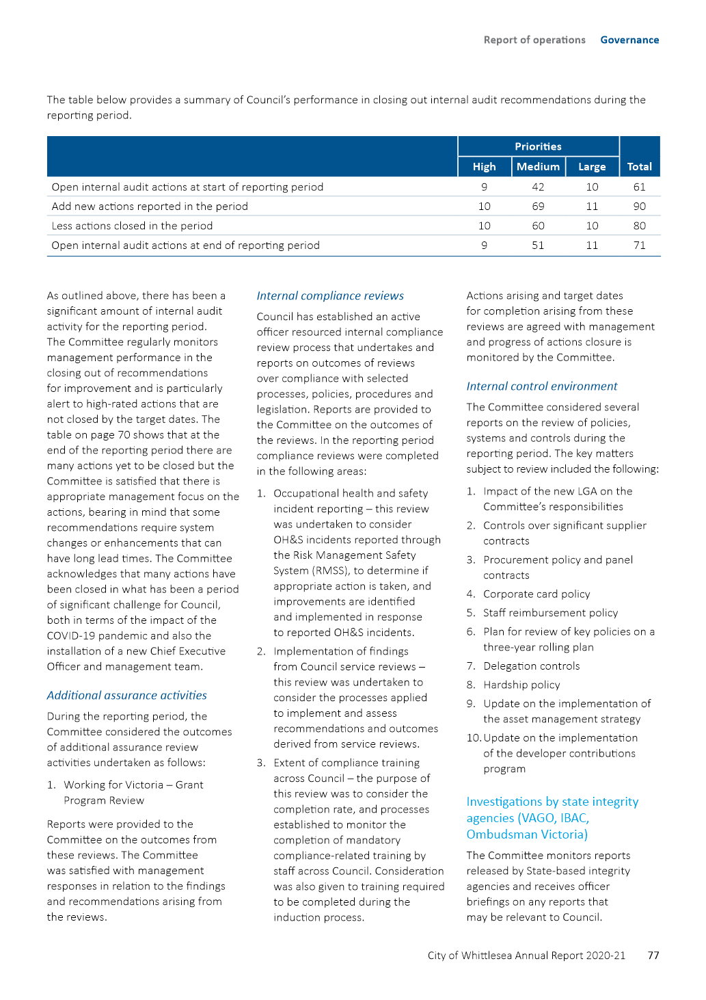 Report of operations Governance
The table below provides a summary of Council's performance in closing out internal audit recommendations during the
reporting period.
Priorities
High Medium Large Total
Open internal audit actions at start of reporting period 9 42 10 61
Add new actions reported in the period 10 69 11 90
Less actions closed in the period 10 60 10 80
Open internal audit actions at end of reporting period 9 51 11 71
As outlined above, there has been a
significant amount of internal audit
activity for the reporting period.
The Committee regularly monitors
management performance in the
closing out of recommendations
for improvement and is particularly
alert to high-rated actions that are
not closed by the target dates. The
table on page 70 shows that at the
end of the reporting period there are
many actions yet to be closed but the
Committee is satisfied that there is
appropriate management focus on the
actions, bearing in mind that some
recommendations require system
changes or enhancements that can
have long lead times. The Committee
acknowledges that many actions have
been closed in what has been a period
of significant challenge for Council,
both in terms of the impact of the
COVID-19 pandemic and also the
installation of a new Chief Executive
Officer and management team.
Additional assurance activities
During the reporting period, the
Committee considered the outcomes
of additional assurance review
activities undertaken as follows:
1. Working for Victoria – Grant
Program Review
Reports were provided to the
Committee on the outcomes from
these reviews. The Committee
was satisfied with management
responses in relation to the findings
and recommendations arising from
the reviews.
Internal compliance reviews
Council has established an active
officer resourced internal compliance
review process that undertakes and
reports on outcomes of reviews
over compliance with selected
processes, policies, procedures and
legislation. Reports are provided to
the Committee on the outcomes of
the reviews. In the reporting period
compliance reviews were completed
in the following areas:
1. Occupational health and safety
incident reporting – this review
was undertaken to consider
OH&S incidents reported through
the Risk Management Safety
System (RMSS), to determine if
appropriate action is taken, and
improvements are identified
and implemented in response
to reported OH&S incidents.
2. Implementation of findings
from Council service reviews –
this review was undertaken to
consider the processes applied
to implement and assess
recommendations and outcomes
derived from service reviews.
3. Extent of compliance training
across Council – the purpose of
this review was to consider the
completion rate, and processes
established to monitor the
completion of mandatory
compliance-related training by
staff across Council. Consideration
was also given to training required
to be completed during the
induction process.
Actions arising and target dates
for completion arising from these
reviews are agreed with management
and progress of actions closure is
monitored by the Committee.
Internal control environment
The Committee considered several
reports on the review of policies,
systems and controls during the
reporting period. The key matters
subject to review included the following:
1. Impact of the new LGA on the
Committee's responsibilities
2. Controls over significant supplier
contracts
3. Procurement policy and panel
contracts
4. Corporate card policy
5. Staff reimbursement policy
6. Plan for review of key policies on a
three-year rolling plan
7. Delegation controls
8. Hardship policy
9. Update on the implementation of
the asset management strategy
10. Update on the implementation
of the developer contributions
program
Investigations by state integrity
agencies (VAGO, IBAC,
Ombudsman Victoria)
The Committee monitors reports
released by State-based integrity
agencies and receives officer
briefings on any reports that
may be relevant to Council.
City of Whittlesea Annual Report 2020-21 77